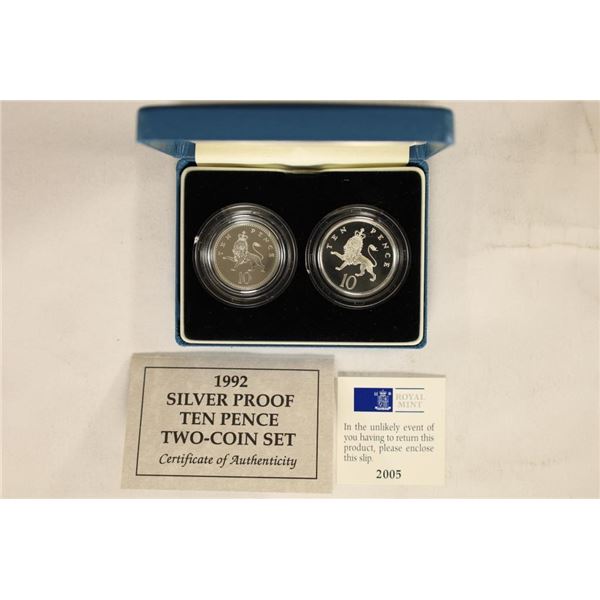 TEN PENCE
10
TEN PENCE
10
1992
SILVER PROOF
TEN PENCE
TWO-COIN SET
Certificate of Authenticity
ROYAL
MINT
In the unlikely event of
you having to return this
product, please enclose
this slip.
2005